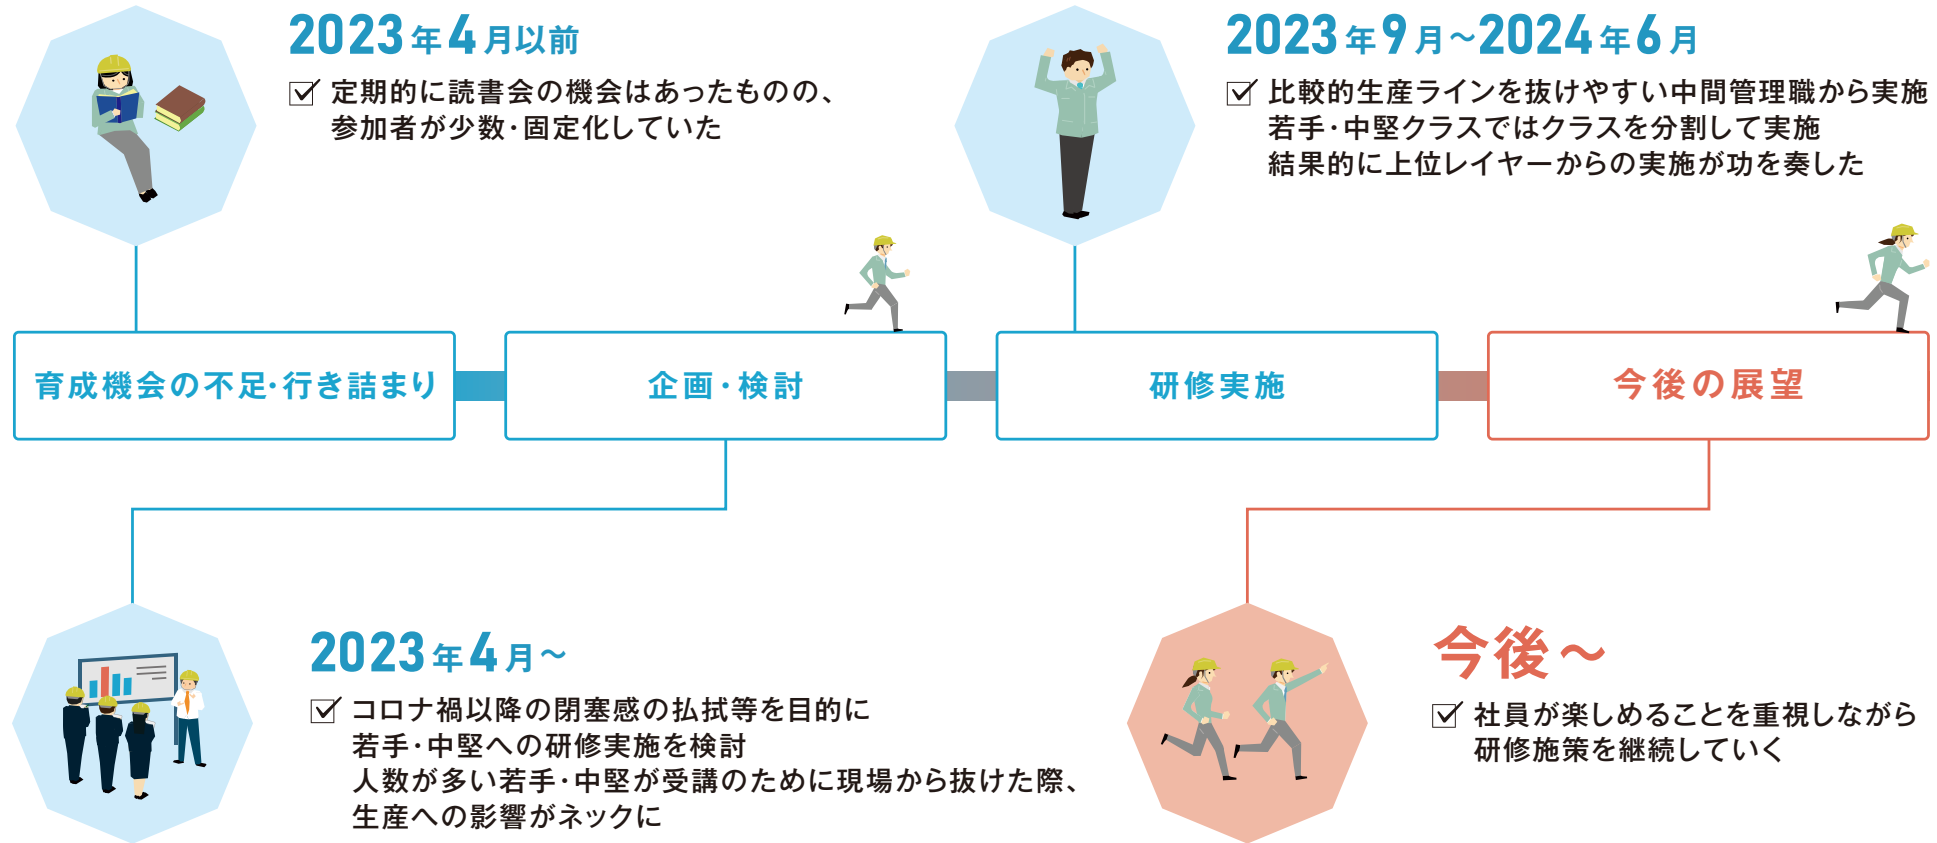 2023年4月以前
定期的に読書会の機会はあったものの、
参加者が少数・固定化していた
2023年9月～2024年6月
比較的生産ラインを抜けやすい中間管理職から実施
若手・中堅クラスではクラスを分割して実施
結果的に上位レイヤーからの実施が功を奏した
育成機会の不足・行き詰まり
企画・検討
研修実施
今後の展望
2023年4月～
コロナ禍以降の閉塞感の払拭等を目的に
若手・中堅への研修実施を検討
人数が多い若手・中堅が受講のために現場から抜けた際、
生産への影響がネックに
今後～
社員が楽しめることを重視しながら
研修施策を継続していく